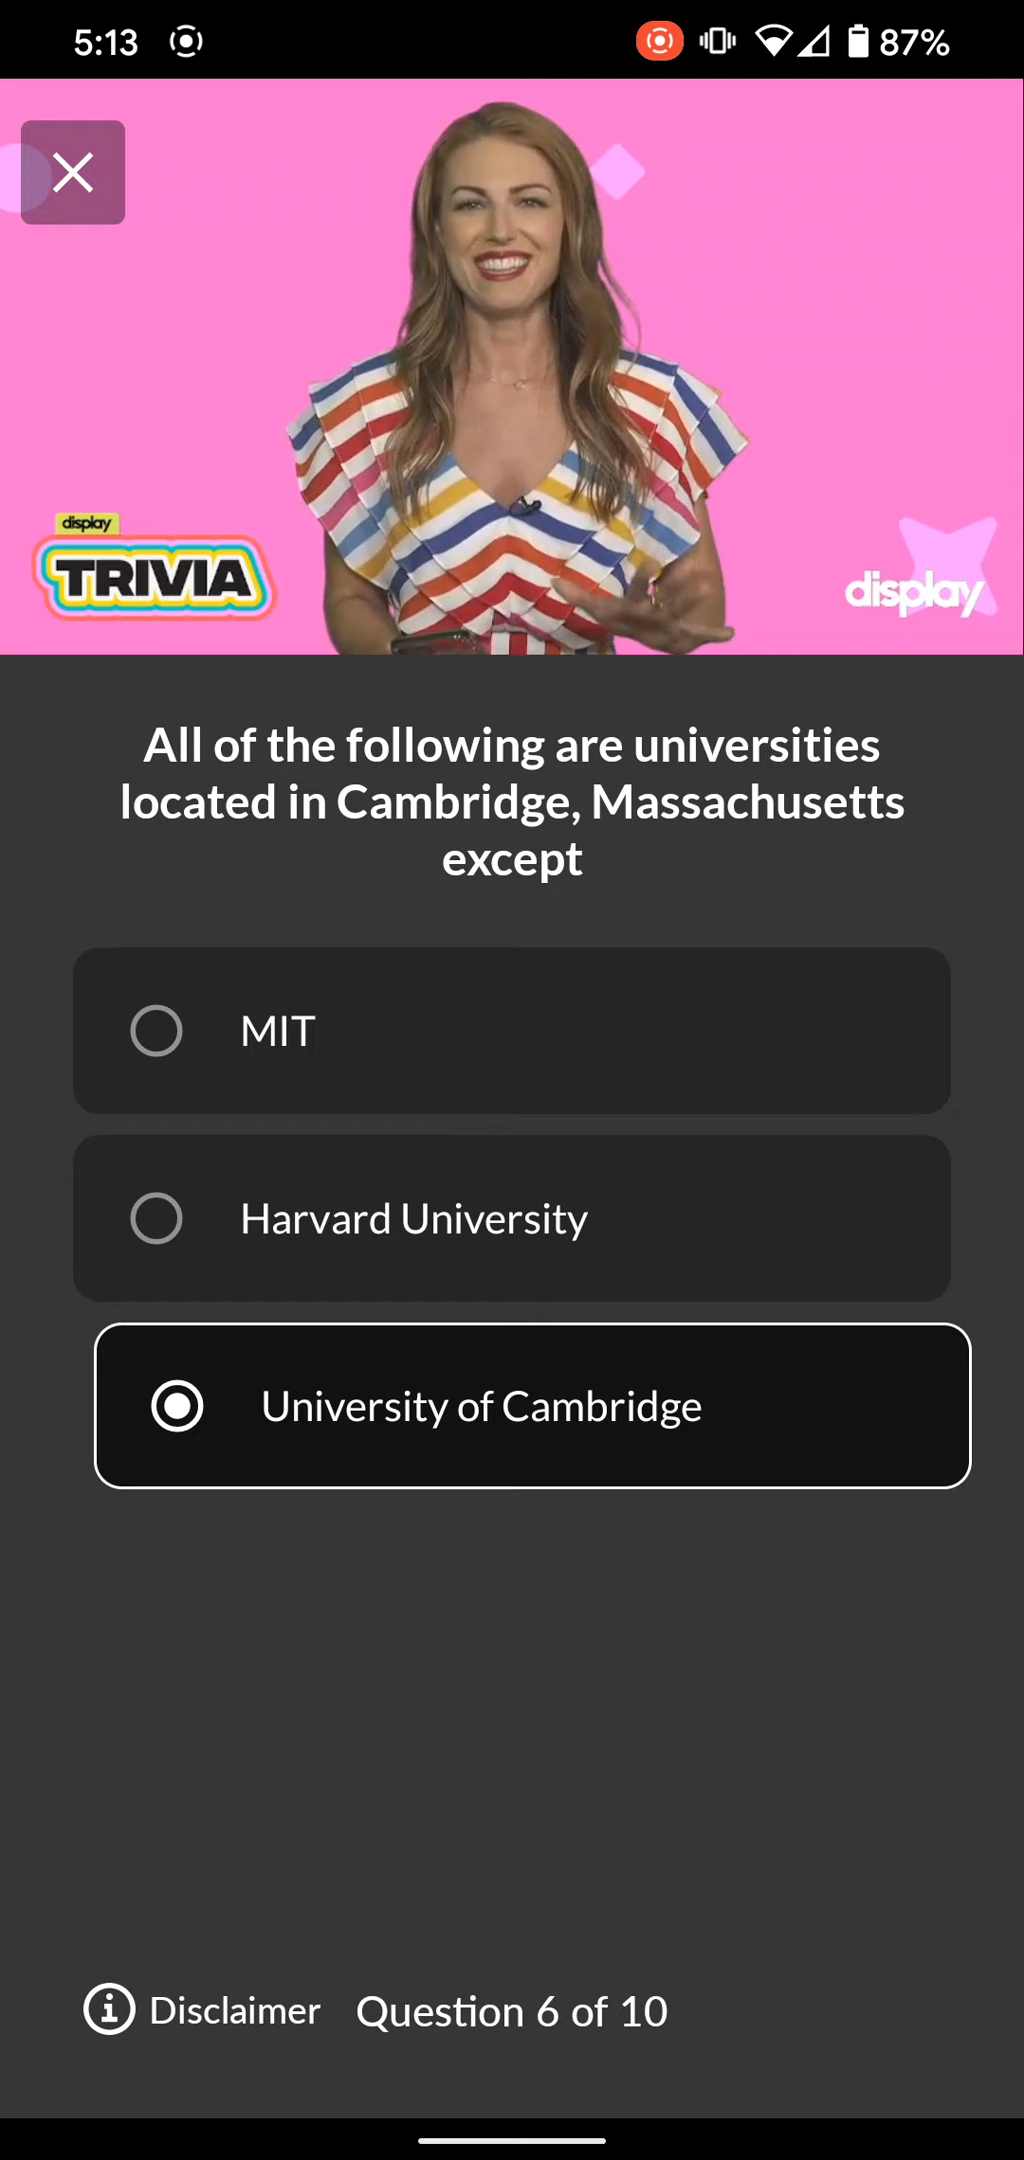 5:13
87%
display
TRIVIA
display
All of the following are universities
located in Cambridge, Massachusetts
except
MIT
Harvard University
University of Cambridge
Disclaimer
Question 6 of 10